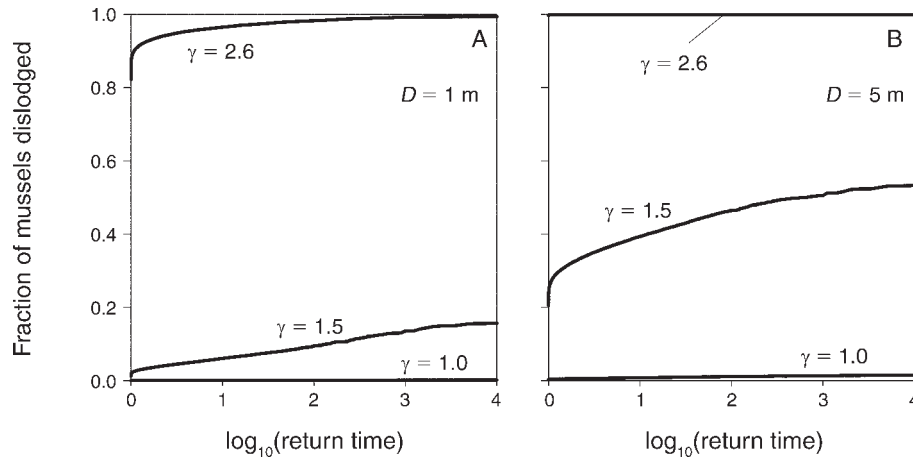 Fraction of mussels dislodged
1.0
0.8
0.6
0.4
0.2
0.0
A
γ = 2.6
D = 1 m
γ = 1.5
γ = 1.0
0 1 2 3 4
log10(return time)
B
γ = 2.6
D = 5 m
γ = 1.5
γ = 1.0
0 1 2 3 4
log10(return time)